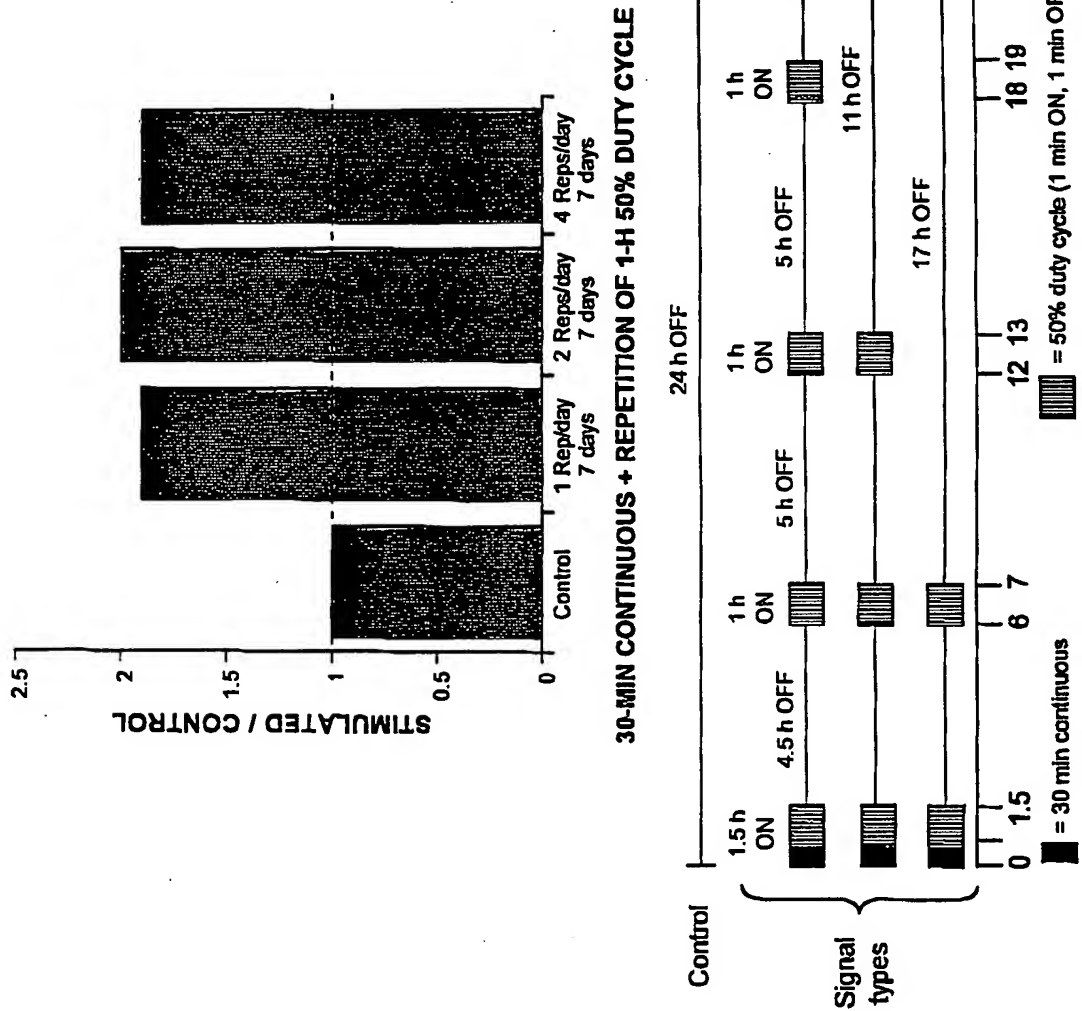 2.5
2
1.5
1
0.5
0
STIMULATED / CONTROL
Control
1 Rep/day
7 days
2 Reps/day
7 days
4 Reps/day
7 days
30-MIN CONTINUOUS + REPETITION OF 1-H 50% DUTY CYCLE
Control
24 h OFF
Signal
types
1.5 h
ON
4.5 h OFF
1 h
ON
5 h OFF
1 h
ON
5 h OFF
1 h
ON
11 h OFF
17 h OFF
0 1.5 6 7 12 13 18 19
= 30 min continuous
= 50% duty cycle (1 min ON, 1 min